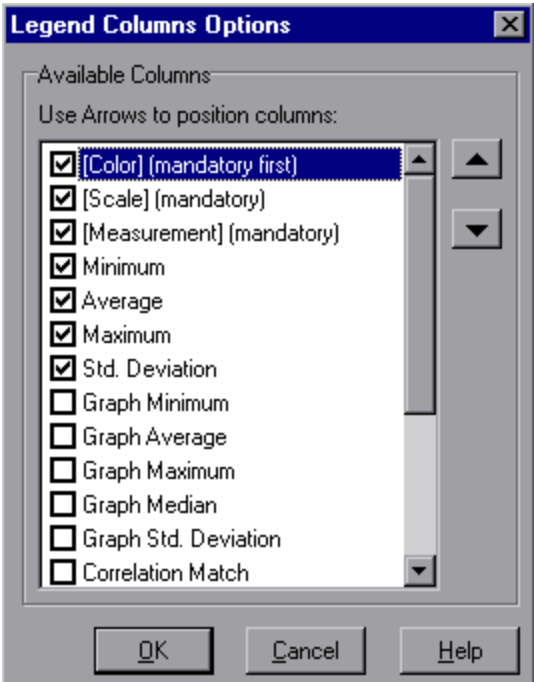 Legend Columns Options
Available Columns
Use Arrows to position columns:
[Color] (mandatory first)
[Scale] (mandatory)
[Measurement] (mandatory)
Minimum
Average
Maximum
Std. Deviation
Graph Minimum
Graph Average
Graph Maximum
Graph Median
Graph Std. Deviation
Correlation Match
OK Cancel Help